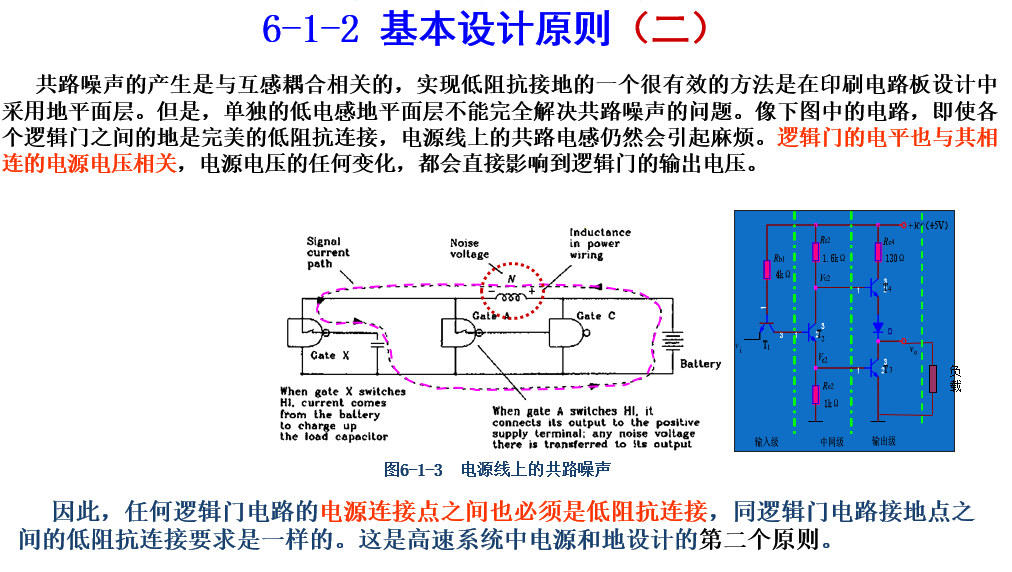 6-1-2 基本设计原则（二）
共路噪声的产生是与互感耦合相关的，实现低阻抗接地的一个很有效的方法是在印刷电路板设计中
采用地平面层。但是，单独的低电感地平面层不能完全解决共路噪声的问题。像下图中的电路，即使各
个逻辑门之间的地是完美的低阻抗连接，电源线上的共路电感仍然会引起麻烦。逻辑门的电平也与其相
连的电源电压相关，电源电压的任何变化，都会直接影响到逻辑门的输出电压。
Signal
current
path
Noise
voltage
N
- +
Inductance
in power
wiring
Gate X
Gate A
Gate C
Battery
When gate X switches
HI, current comes
from the battery
to charge up
the load capacitor
When gate A switches HI, it
connects its output to the positive
supply terminal; any noise voltage
there is transferred to its output
图6-1-3 电源线上的共路噪声
(+5V)
Rc2
1.6kΩ
Rc4
130Ω
Rb1
4kΩ
Vc2
1
3
T1
3
1
3
1
3
D
Ve2
1
3
Re2
1kΩ
vo
负
载
输入级
中间级
输出级
因此，任何逻辑门电路的电源连接点之间也必须是低阻抗连接，同逻辑门电路接地点之
间的低阻抗连接要求是一样的。这是高速系统中电源和地设计的第二个原则。